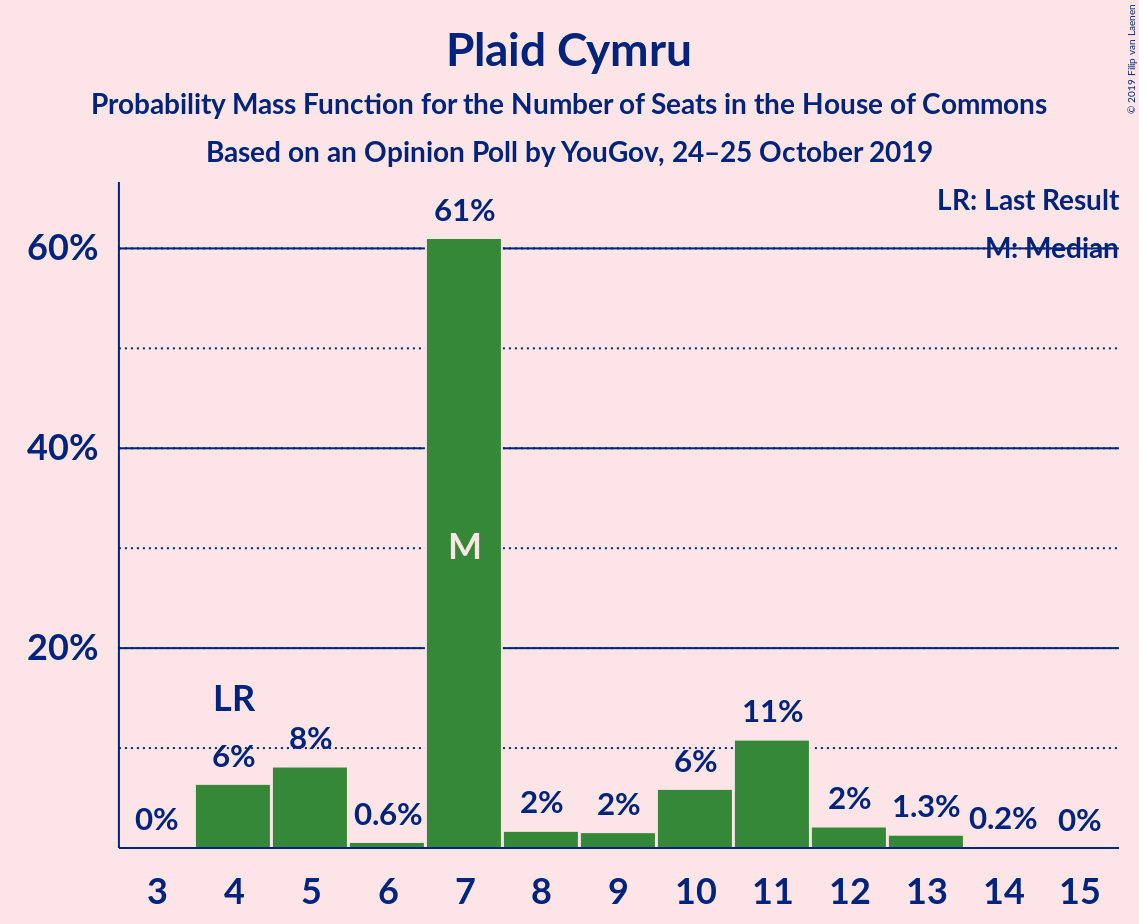 Plaid Cymru
Probability Mass Function for the Number of Seats in the House of Commons
Based on an Opinion Poll by YouGov, 24–25 October 2019
© 2019 Filip van Laenen
LR: Last Result
M: Median
60%
40%
20%
61%
M
LR
0%
6%
8%
0.6%
2%
2%
6%
11%
2%
1.3%
0.2%
0%
3 4 5 6 7 8 9 10 11 12 13 14 15